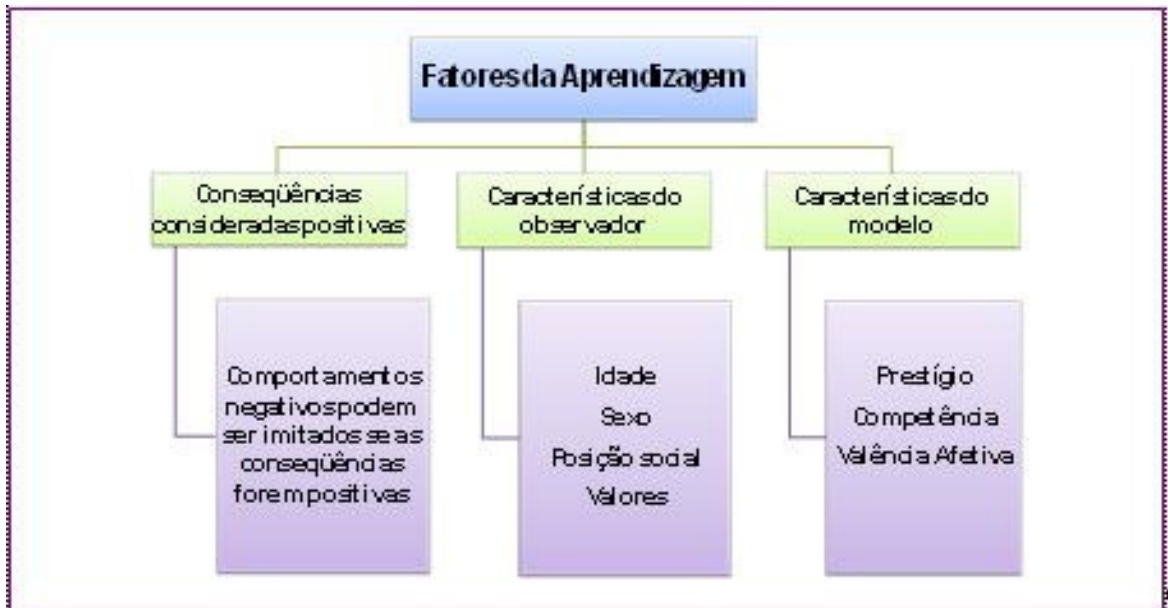 Fatores da Aprendizagem
Conseqüências
consideradas positivas
Características do
observador
Características do
modelo
Comportamentos
negativos podem
ser imitados se as
conseqüências
forem positivas
Idade
Sexo
Posição social
Valores
Prestígio
Competência
Valência Afetiva